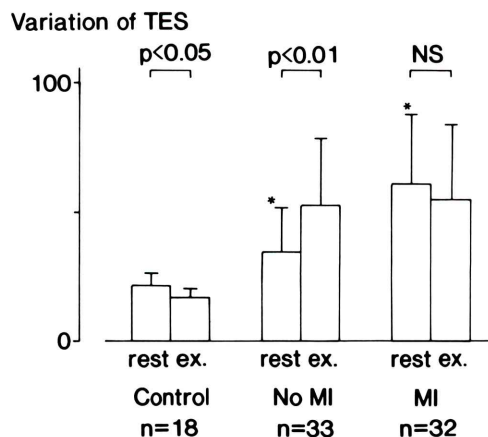 Variation of TES
p<0.05 p<0.01 NS
100
*
*
0
rest ex. rest ex. rest ex.
Control No MI MI
n=18 n=33 n=32